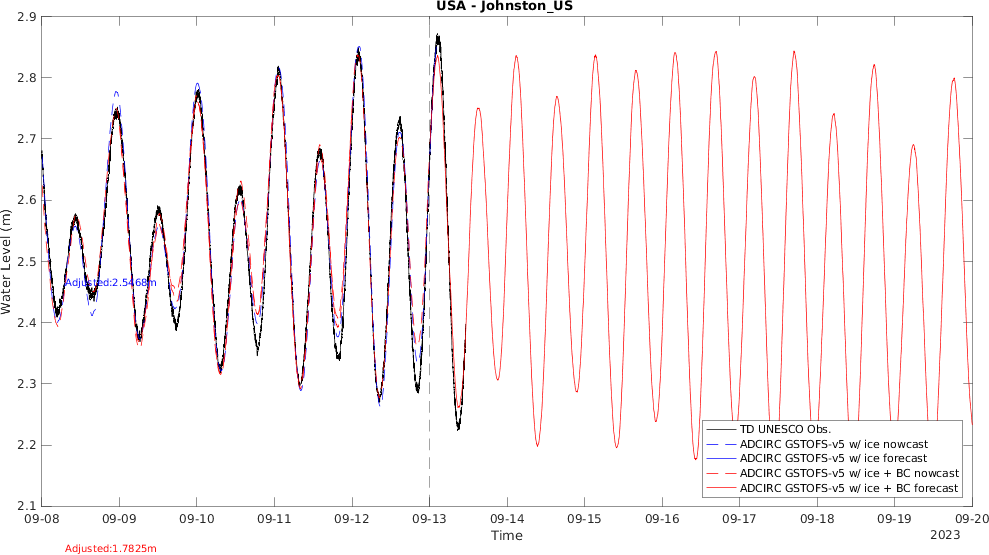 USA - Johnston_US
2.9
2.8
2.7
2.6
2.5
2.4
2.3
2.2
2.1
Water Level (m)
Adjusted:2.5468m
TD UNESCO Obs.
ADCIRC GSTOFS-v5 w/ ice nowcast
ADCIRC GSTOFS-v5 w/ ice forecast
ADCIRC GSTOFS-v5 w/ ice + BC nowcast
ADCIRC GSTOFS-v5 w/ ice + BC forecast
09-08 09-09 09-10 09-11 09-12 09-13 09-14 09-15 09-16 09-17 09-18 09-19 09-20
Time
2023
Adjusted:1.7825m